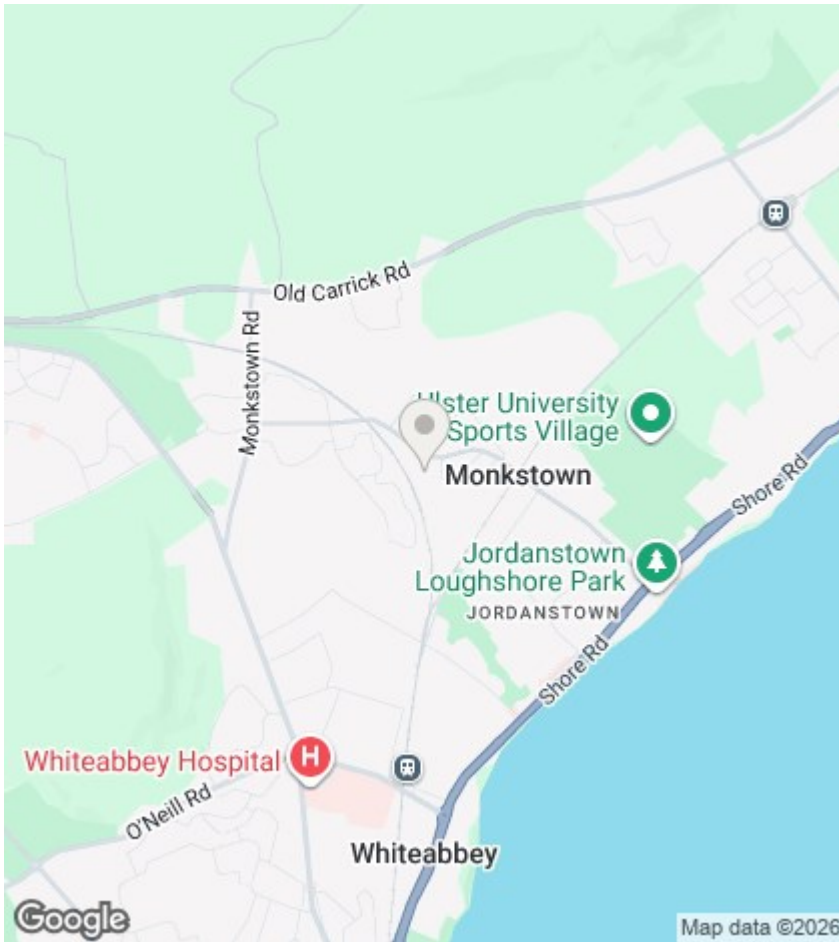 Old Carrick Rd
Monkstown Rd
Ulster University
Sports Village
Monkstown
Shore Rd
Jordanstown
Loughshore Park
JORDANSTOWN
Shore Rd
Whiteabbey Hospital
H
O'Neill Rd
Whiteabbey
Google
Map data ©2026